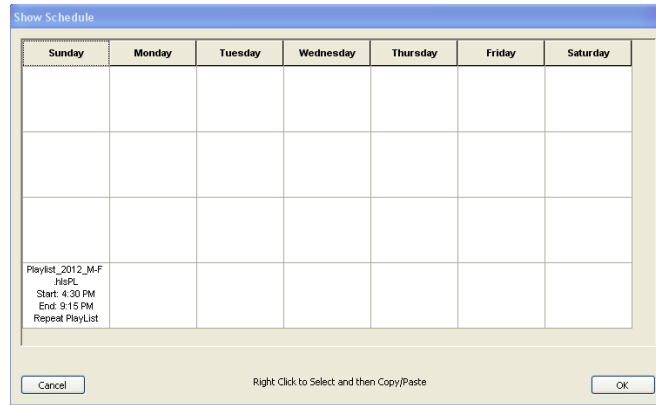 Show Schedule
Sunday Monday Tuesday Wednesday Thursday Friday Saturday
Playlist_2012_M-F
.hlsPL
Start: 4:30 PM
End: 9:15 PM
Repeat PlayList
Cancel Right Click to Select and then Copy/Paste OK